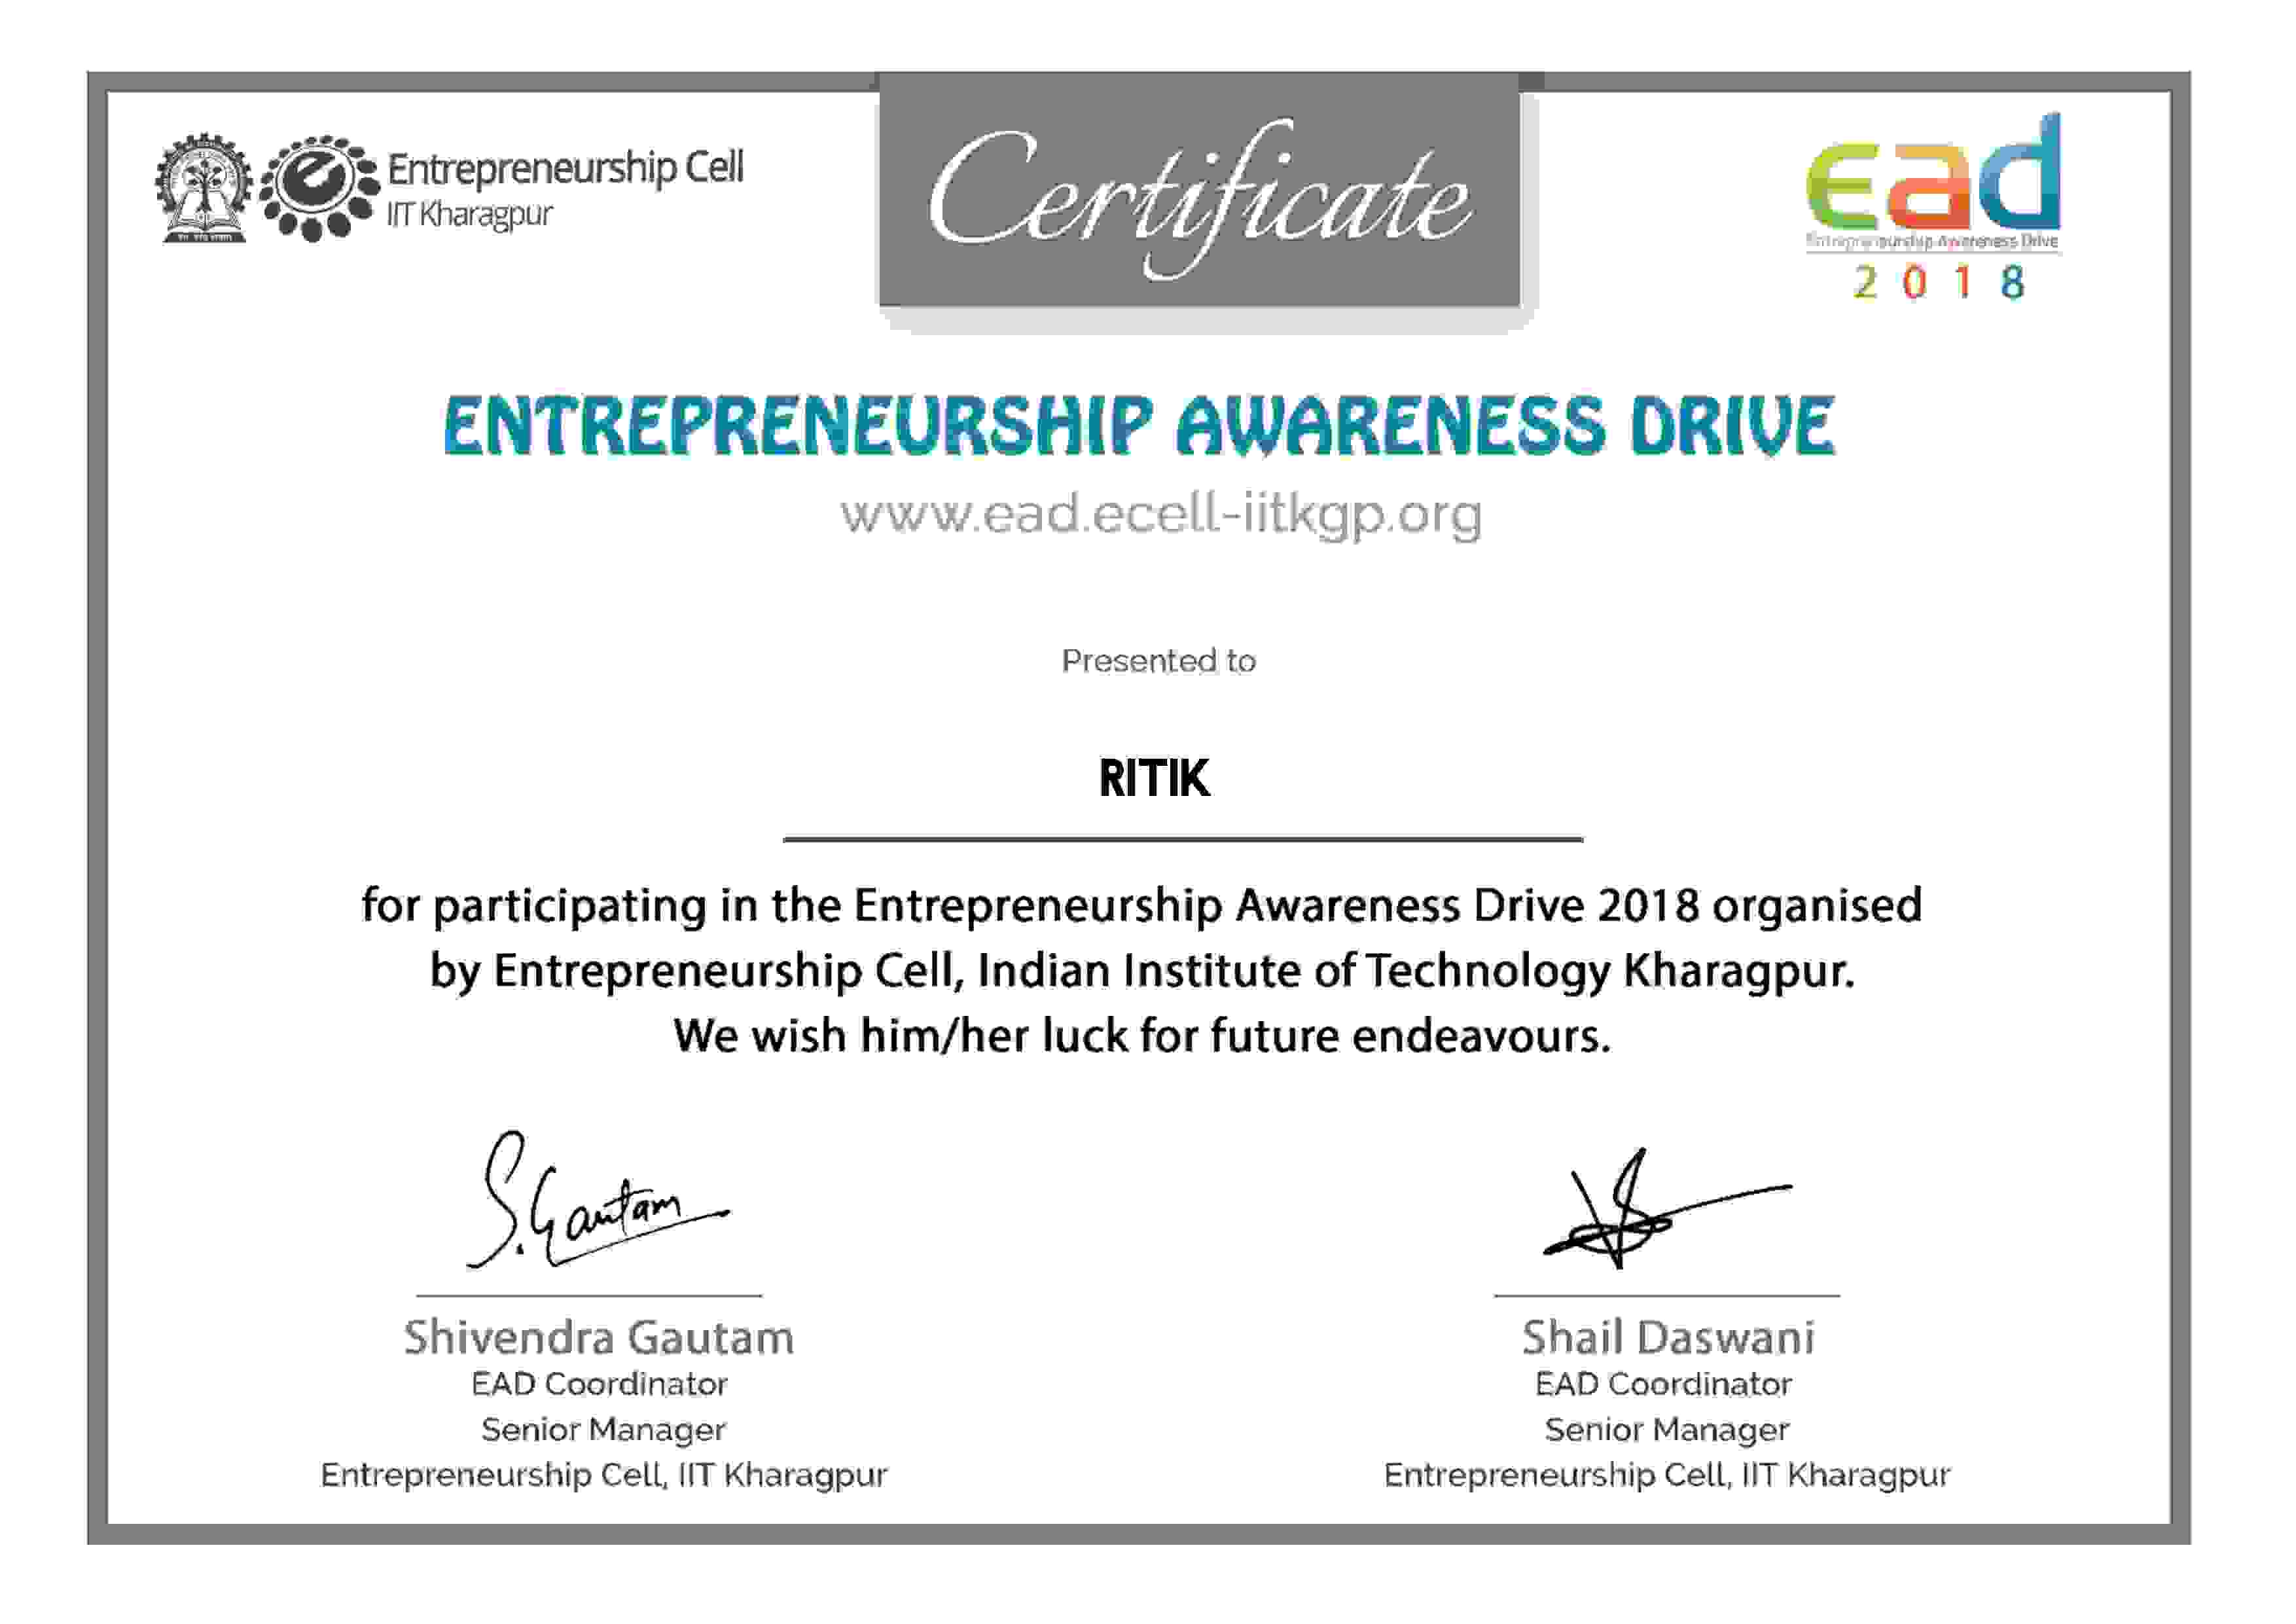 Entrepreneurship Cell
IIT Kharagpur
Certificate
ead
Entrepreneurship Awareness Drive
2018
ENTREPRENEURSHIP AWARENESS DRIVE
www.ead.ecell-iitkgp.org
Presented to
RITIK
for participating in the Entrepreneurship Awareness Drive 2018 organised
by Entrepreneurship Cell, Indian Institute of Technology Kharagpur.
We wish him/her luck for future endeavours.
S. Gautam
Shivendra Gautam
EAD Coordinator
Senior Manager
Entrepreneurship Cell, IIT Kharagpur
Shail Daswani
EAD Coordinator
Senior Manager
Entrepreneurship Cell, IIT Kharagpur